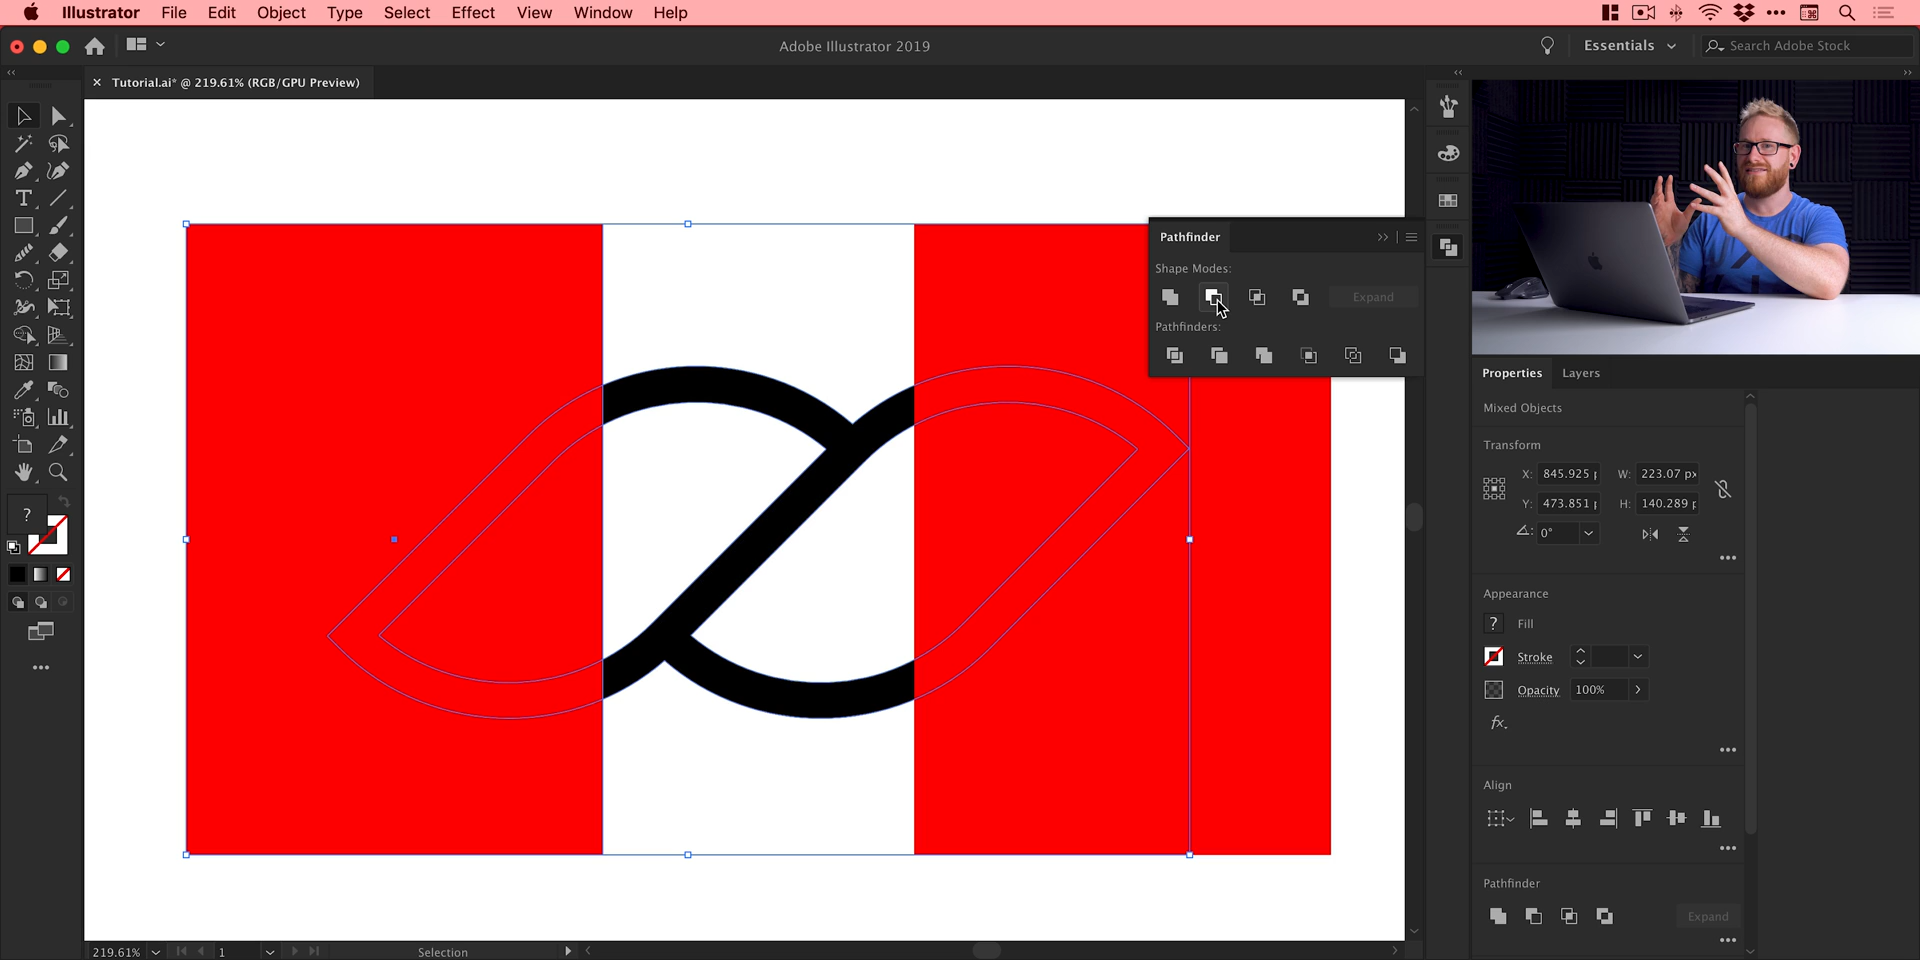 Illustrator File Edit Object Type Select Effect View Window Help
Adobe Illustrator 2019
Essentials
Search Adobe Stock
Tutorial.ai* @ 219.61% (RGB/GPU Preview)
Pathfinder
Shape Modes:
Expand
Pathfinders:
Properties Layers
Mixed Objects
Transform
X: 845.925 W: 223.07 px
Y: 473.851 H: 140.289
0°
Appearance
? Fill
Stroke
Opacity 100%
fx.
Align
Pathfinder
Expand
T
?
219.61% 1 Selection